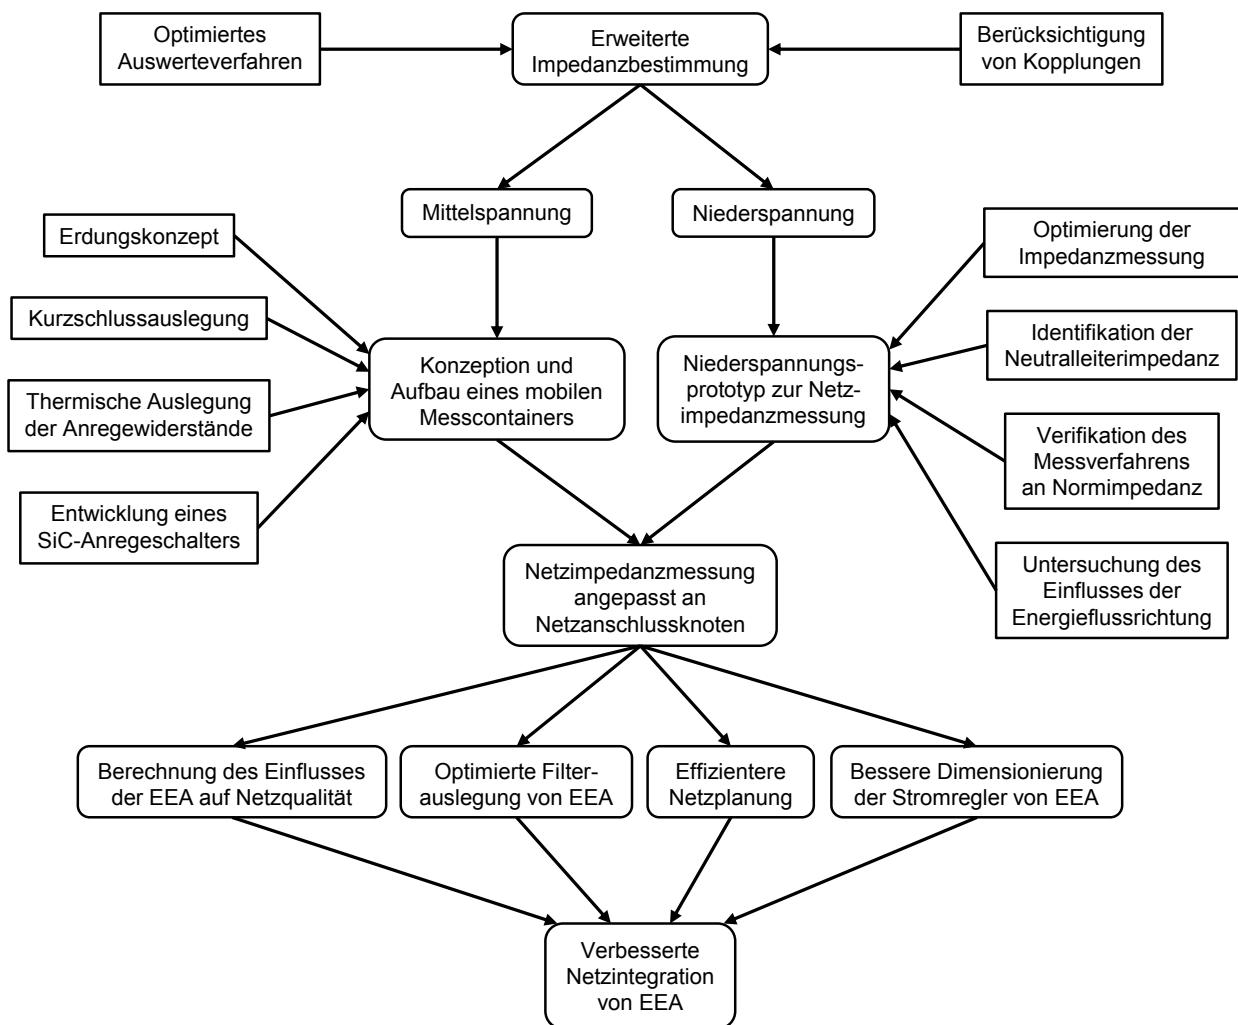 Optimiertes
Auswerteverfahren
Erweiterte
Impedanzbestimmung
Berücksichtigung
von Kopplungen
Mittelspannung
Niederspannung
Erdungskonzept
Kurzschlussauslegung
Thermische Auslegung
der Anregewiderstände
Entwicklung eines
SiC-Anregeschalters
Konzeption und
Aufbau eines mobilen
Messcontainers
Niederspannungs-
prototyp zur Netz-
impedanzmessung
Optimierung der
Impedanzmessung
Identifikation der
Neutralleiterimpedanz
Verifikation des
Messverfahrens
an Normimpedanz
Untersuchung des
Einflusses der
Energieflussrichtung
Netzimpedanzmessung
angepasst an
Netzanschlussknoten
Berechnung des Einflusses
der EEA auf Netzqualität
Optimierte Filter-
auslegung von EEA
Effizientere
Netzplanung
Bessere Dimensionierung
der Stromregler von EEA
Verbesserte
Netzintegration
von EEA